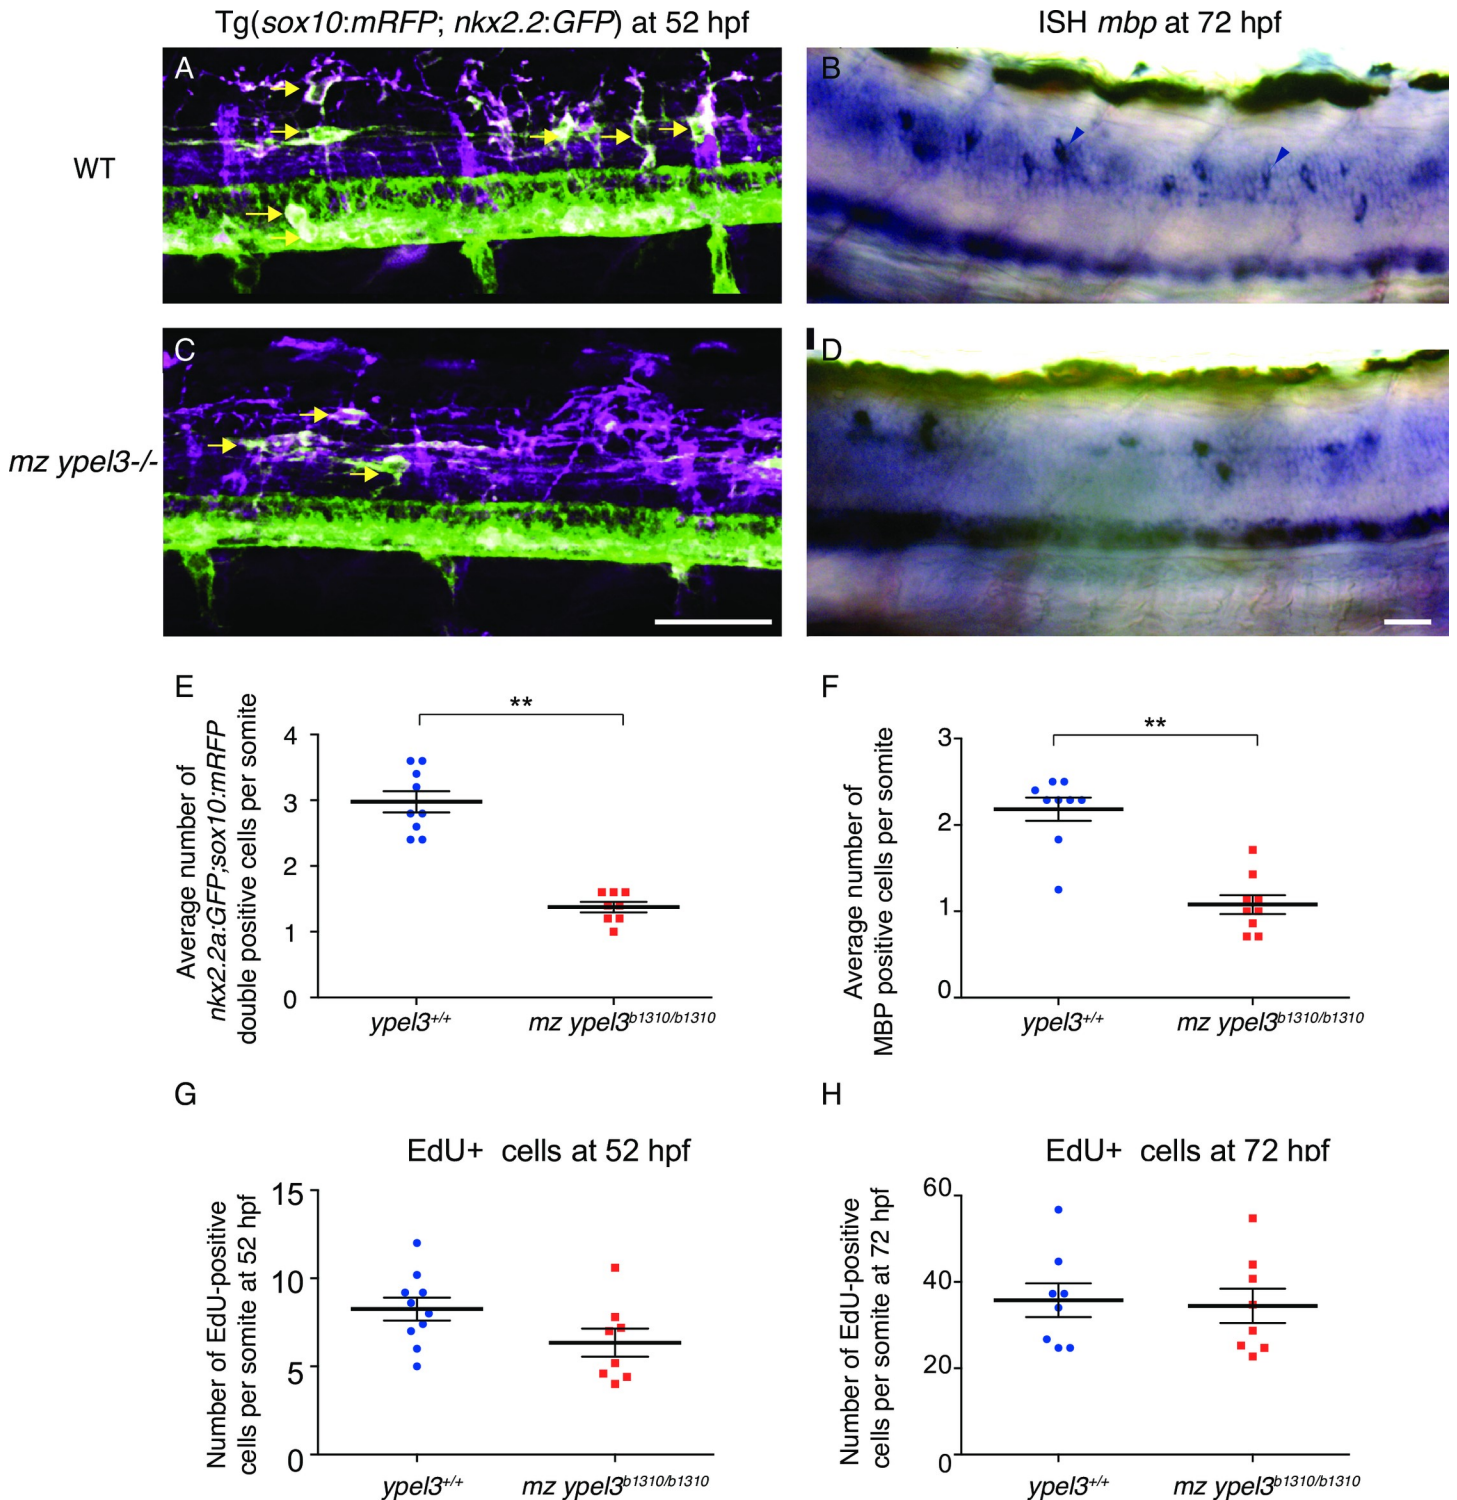 Tg(sox10:mRFP; nkx2.2:GFP) at 52 hpf
ISH mbp at 72 hpf
A
B
WT
C
D
mz ypel3-/-
E
Average number of
nkx2.2a:GFP;sox10:mRFP
double positive cells per somite
**
4
3
2
1
0
ypel3+/+
mz ypel3b1310/b1310
F
Average number of
MBP positive cells per somite
**
3
2
1
0
ypel3+/+
mz ypel3b1310/b1310
G
EdU+ cells at 52 hpf
Number of EdU-positive
cells per somite at 52 hpf
15
10
5
0
ypel3+/+
mz ypel3b1310/b1310
H
EdU+ cells at 72 hpf
Number of EdU-positive
cells per somite at 72 hpf
60
40
20
0
ypel3+/+
mz ypel3b1310/b1310